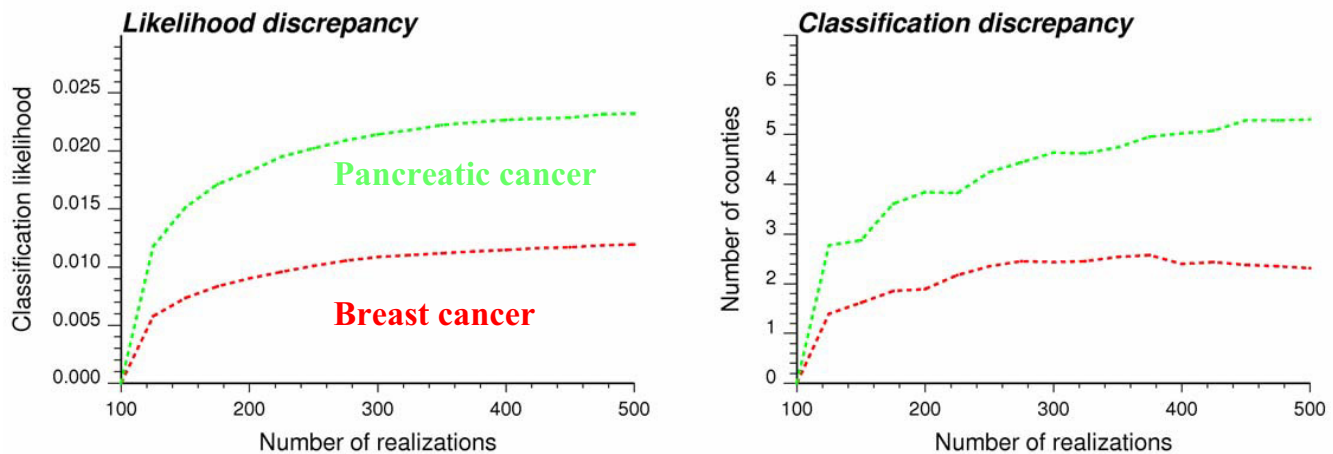 Likelihood discrepancy
Classification likelihood
0.025
0.020
0.015
0.010
0.005
0.000
Pancreatic cancer
Breast cancer
100 200 300 400 500
Number of realizations
Classification discrepancy
Number of counties
6
5
4
3
2
1
0
100 200 300 400 500
Number of realizations